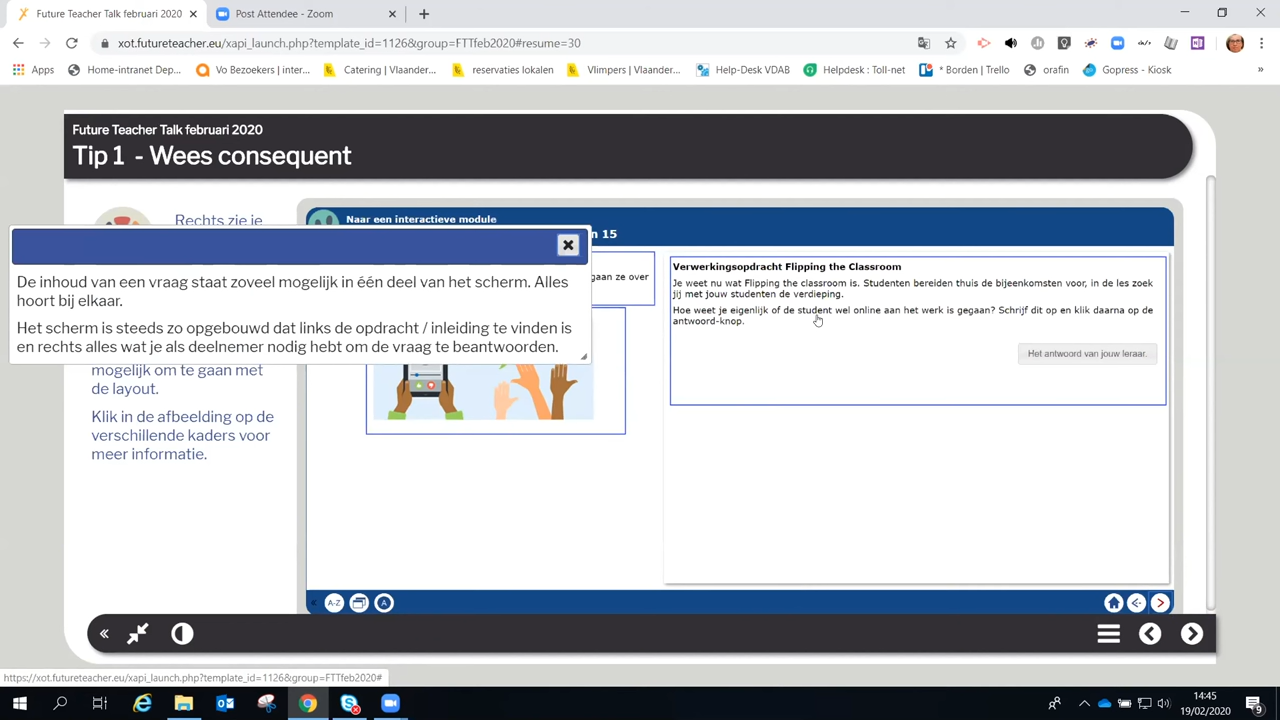 Future Teacher Talk februari 2020
Post Attendee - Zoom
xot.futureteacher.eu/xapi_launch.php?template_id=1126&group=FTTfeb2020#resume=30
Apps
Home-intranet Dep...
Vo Bezoekers | inter...
Catering | Vlaander...
reservaties lokalen
Vlimpers | Vlaander...
Help-Desk VDAB
Helpdesk : Toll-net
* Borden | Trello
orafin
Gopress - Kiosk
»
Future Teacher Talk februari 2020
Tip 1 - Wees consequent
Rechts zie je
mogelijk om te gaan met
de layout.
Klik in de afbeelding op de
verschillende kaders voor
meer informatie.
De inhoud van een vraag staat zoveel mogelijk in één deel van het scherm. Alles
hoort bij elkaar.
Het scherm is steeds zo opgebouwd dat links de opdracht / inleiding te vinden is
en rechts alles wat je als deelnemer nodig hebt om de vraag te beantwoorden.
Naar een interactieve module
n 15
gaan ze over
Verwerkingsopdracht Flipping the Classroom
Je weet nu wat Flipping the classroom is. Studenten bereiden thuis de bijeenkomsten voor, in de les zoek
jij met jouw studenten de verdieping.
Hoe weet je eigenlijk of de student wel online aan het werk is gegaan? Schrijf dit op en klik daarna op de
antwoord-knop.
Het antwoord van jouw leraar.
«
A-Z
A
«
https://xot.futureteacher.eu/xapi_launch.php?template_id=1126&group=FTTfeb2020#
14:45
19/02/2020
9